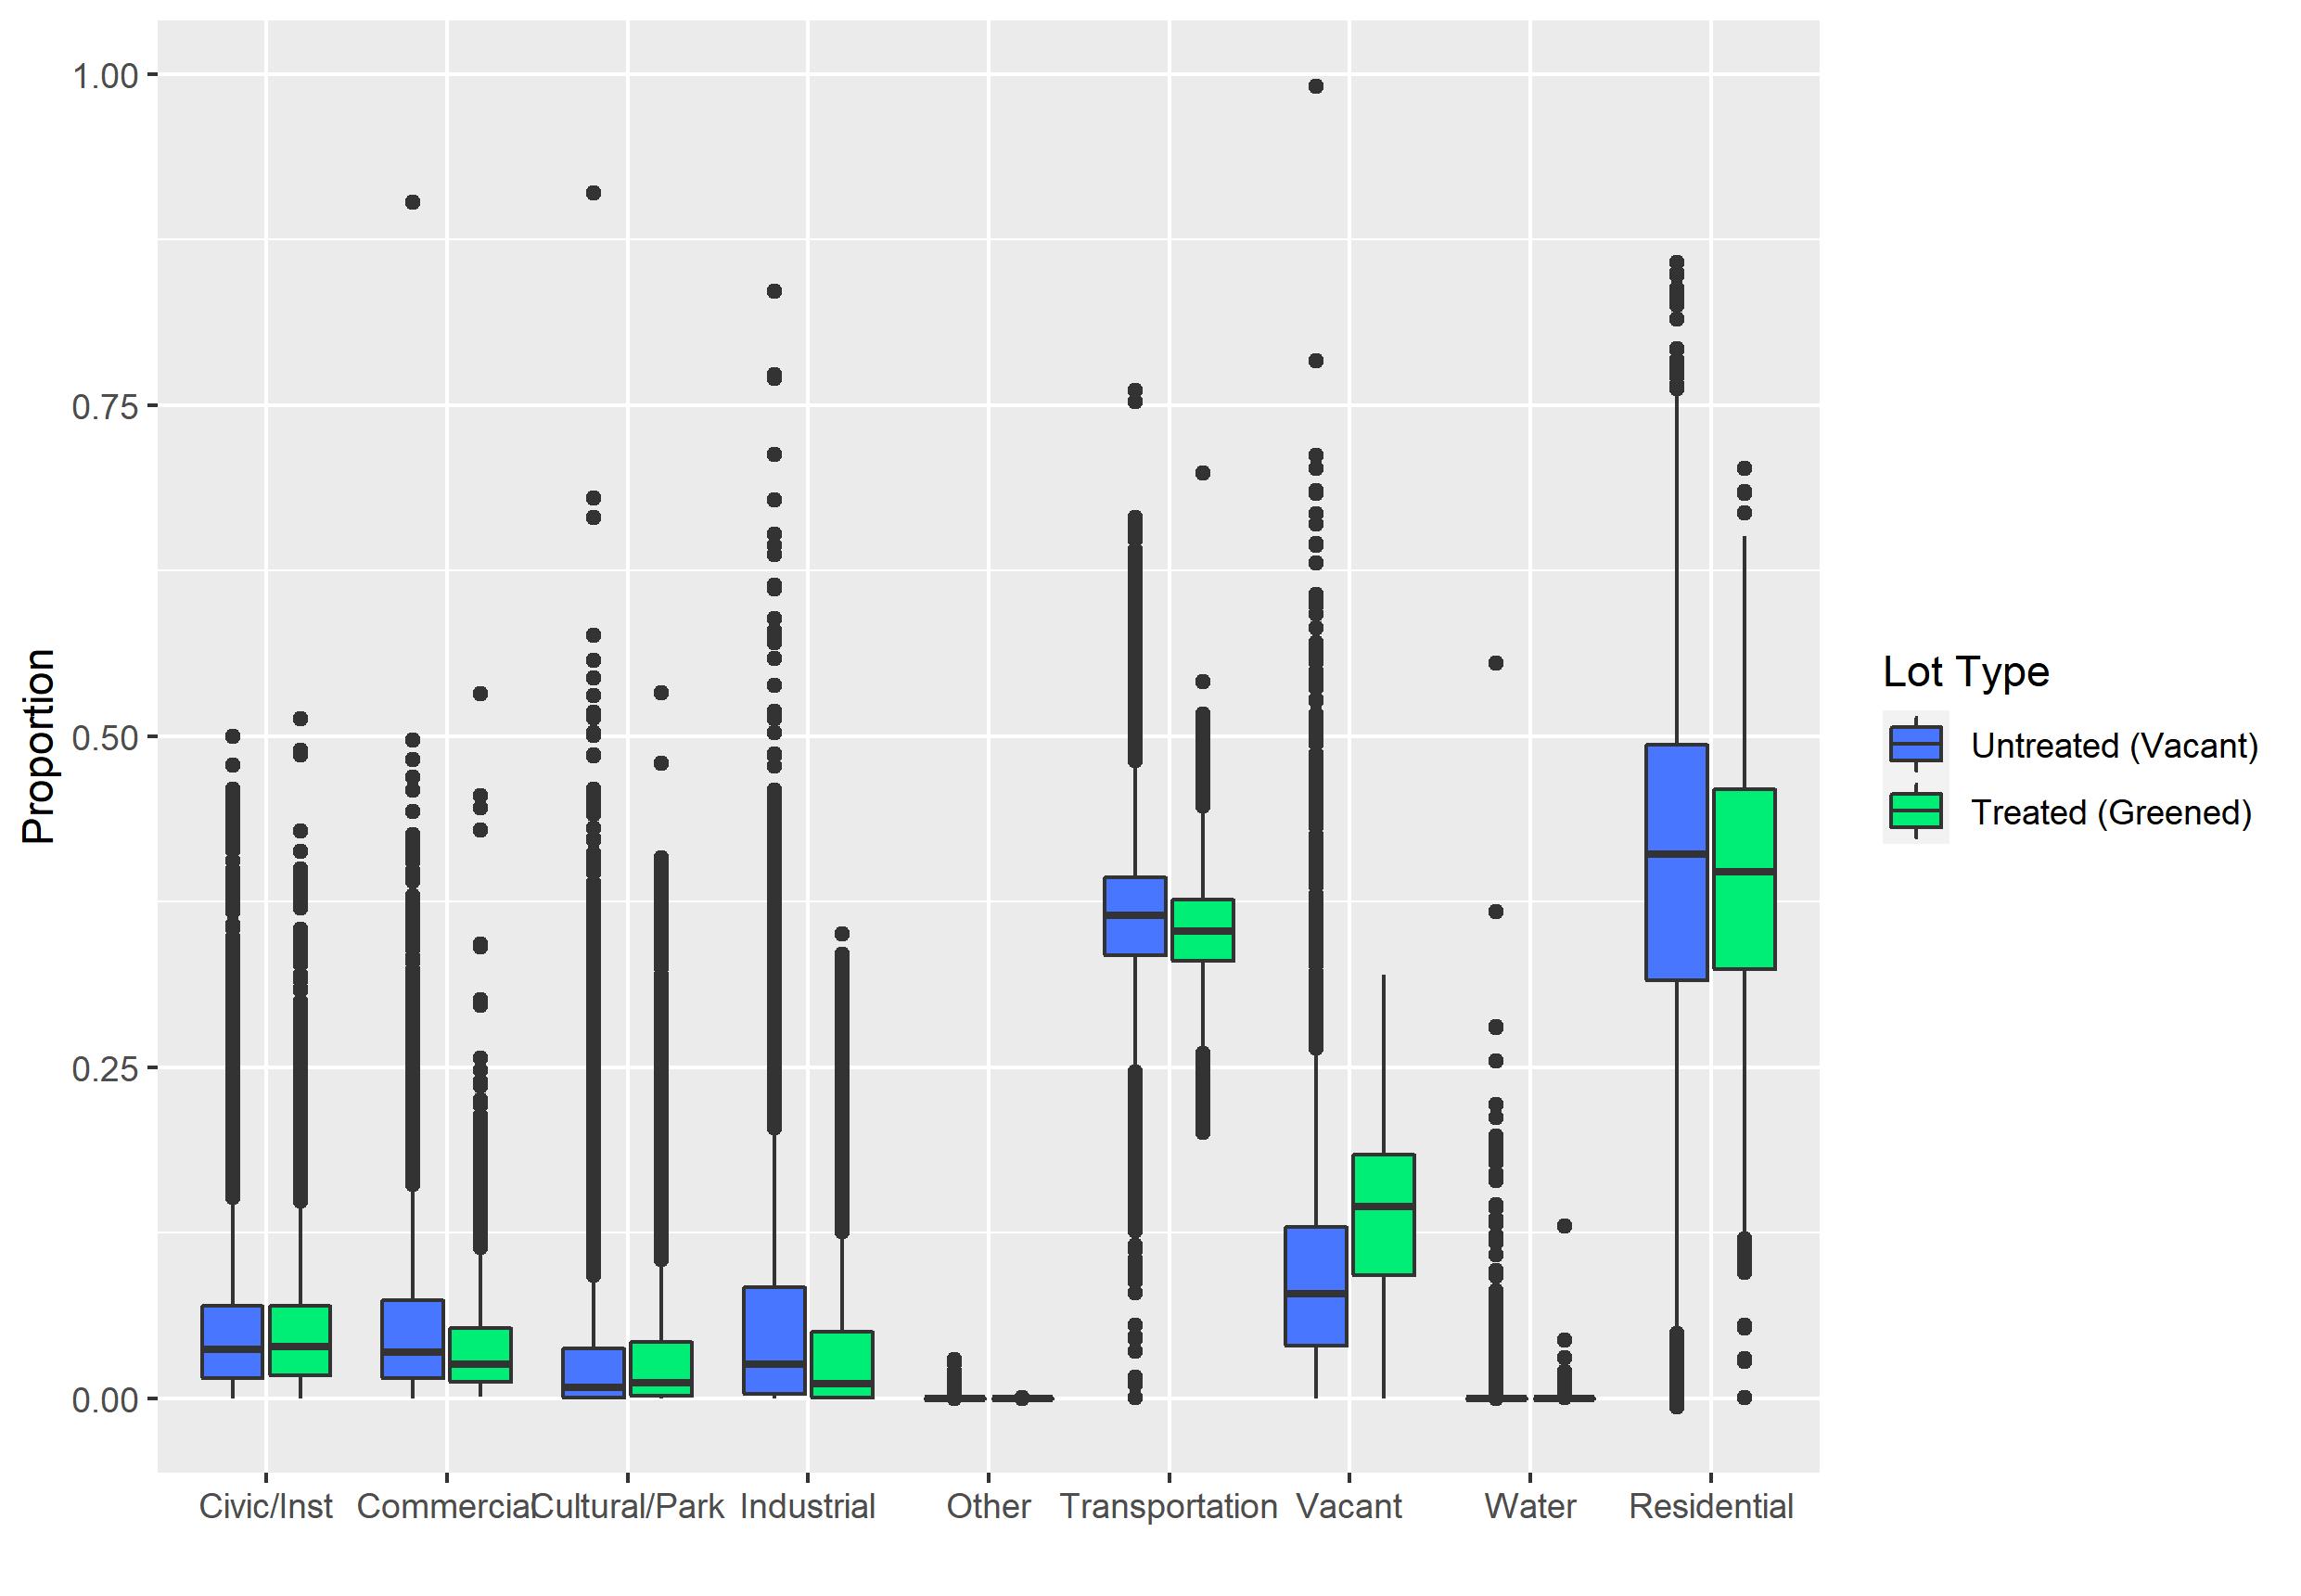 1.00
0.75
0.50
0.25
0.00
Proportion
Civic/Inst
Commercial
Cultural/Park
Industrial
Other
Transportation
Vacant
Water
Residential
Lot Type
Untreated (Vacant)
Treated (Greened)